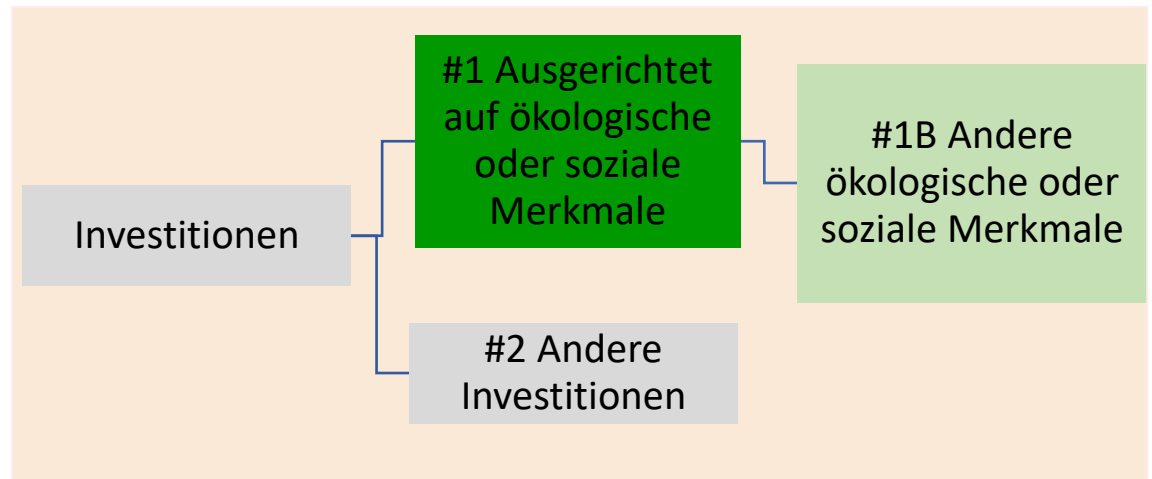 Investitionen
#1 Ausgerichtet
auf ökologische
oder soziale
Merkmale
#1B Andere
ökologische oder
soziale Merkmale
#2 Andere
Investitionen